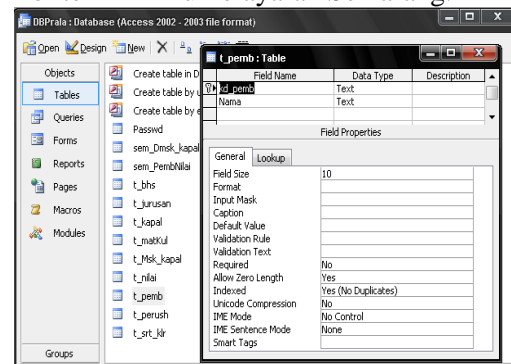 DBPrala : Database (Access 2002 - 2003 file format)
Open Design New
Objects
Tables
Queries
Forms
Reports
Pages
Macros
Modules
Groups
Create table in D
Create table by
Create table by
Passwd
sem_Dmsk_kapal
sem_PembNilai
t_bhs
t_jurusan
t_kapal
t_matKul
t_Msk_kapal
t_nilai
t_pemb
t_perush
t_srt_klr
t_pemb : Table
Field Name Data Type Description
kd_pemb Text
Nama Text
Field Properties
General Lookup
Field Size 10
Format
Input Mask
Caption
Default Value
Validation Rule
Validation Text
Required No
Allow Zero Length Yes
Indexed Yes (No Duplicates)
Unicode Compression No
IME Mode No Control
IME Sentence Mode None
Smart Tags